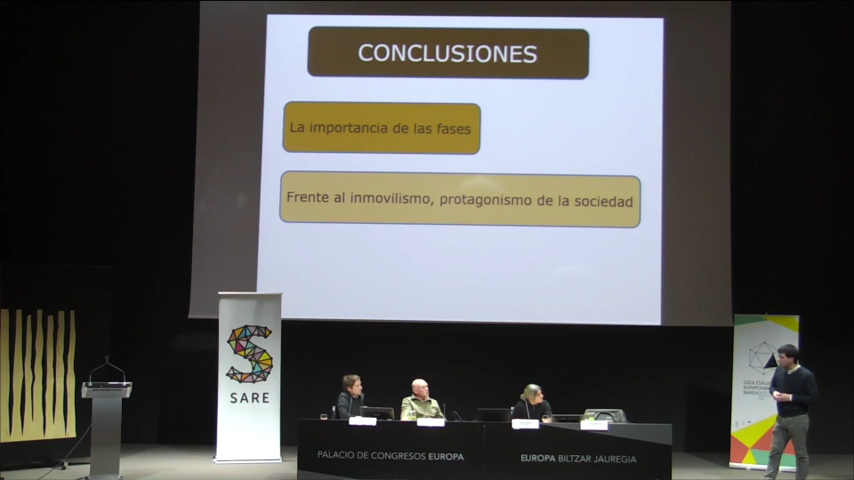 CONCLUSIONES
La importancia de las fases
Frente al inmovilismo, protagonismo de la sociedad
SARE
PALACIO DE CONGRESOS EUROPA
EUROPA BILTZAR JAUREGIA